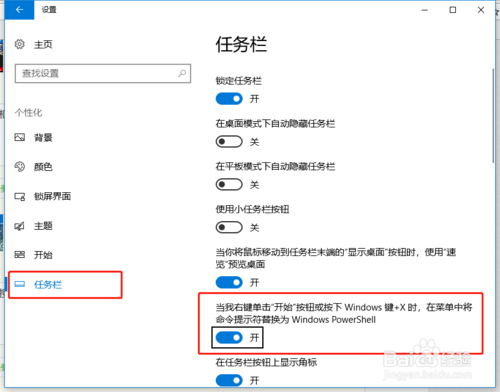 设置
主页
查找设置
个性化
背景
颜色
锁屏界面
主题
开始
任务栏
任务栏
锁定任务栏
开
在桌面模式下自动隐藏任务栏
关
在平板模式下自动隐藏任务栏
关
使用小任务栏按钮
关
当你将鼠标移动到任务栏末端的"显示桌面"按钮时，使用"速
览"预览桌面
开
当我右键单击"开始"按钮或按下 Windows 键+X 时，在菜单中将
命令提示符替换为 Windows PowerShell
开
在任务栏按钮上显示角标
开
Baidu 经验
jingyan.baidu.com